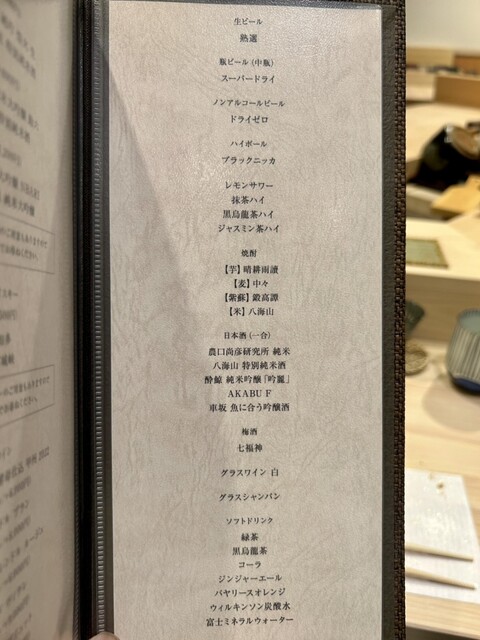 生ビール
熟選
瓶ビール(中瓶)
スーパードライ
ノンアルコールビール
ドライゼロ
ハイボール
ブラックニッカ
レモンサワー
抹茶ハイ
黒烏龍茶ハイ
ジャスミン茶ハイ
焼酎
【芋】晴耕雨讀
【麦】中々
【紫蘇】鍛高譚
【米】八海山
日本酒(一合)
農口尚彦研究所 純米
八海山 特別純米酒
酔鯨 純米吟醸「吟麗」
AKABU F
車坂 魚に合う吟醸酒
梅酒
七福神
グラスワイン 白
グラスシャンパン
ソフトドリンク
緑茶
黒烏龍茶
コーラ
ジンジャーエール
バヤリースオレンジ
ウィルキンソン炭酸水
富士ミネラルウォーター